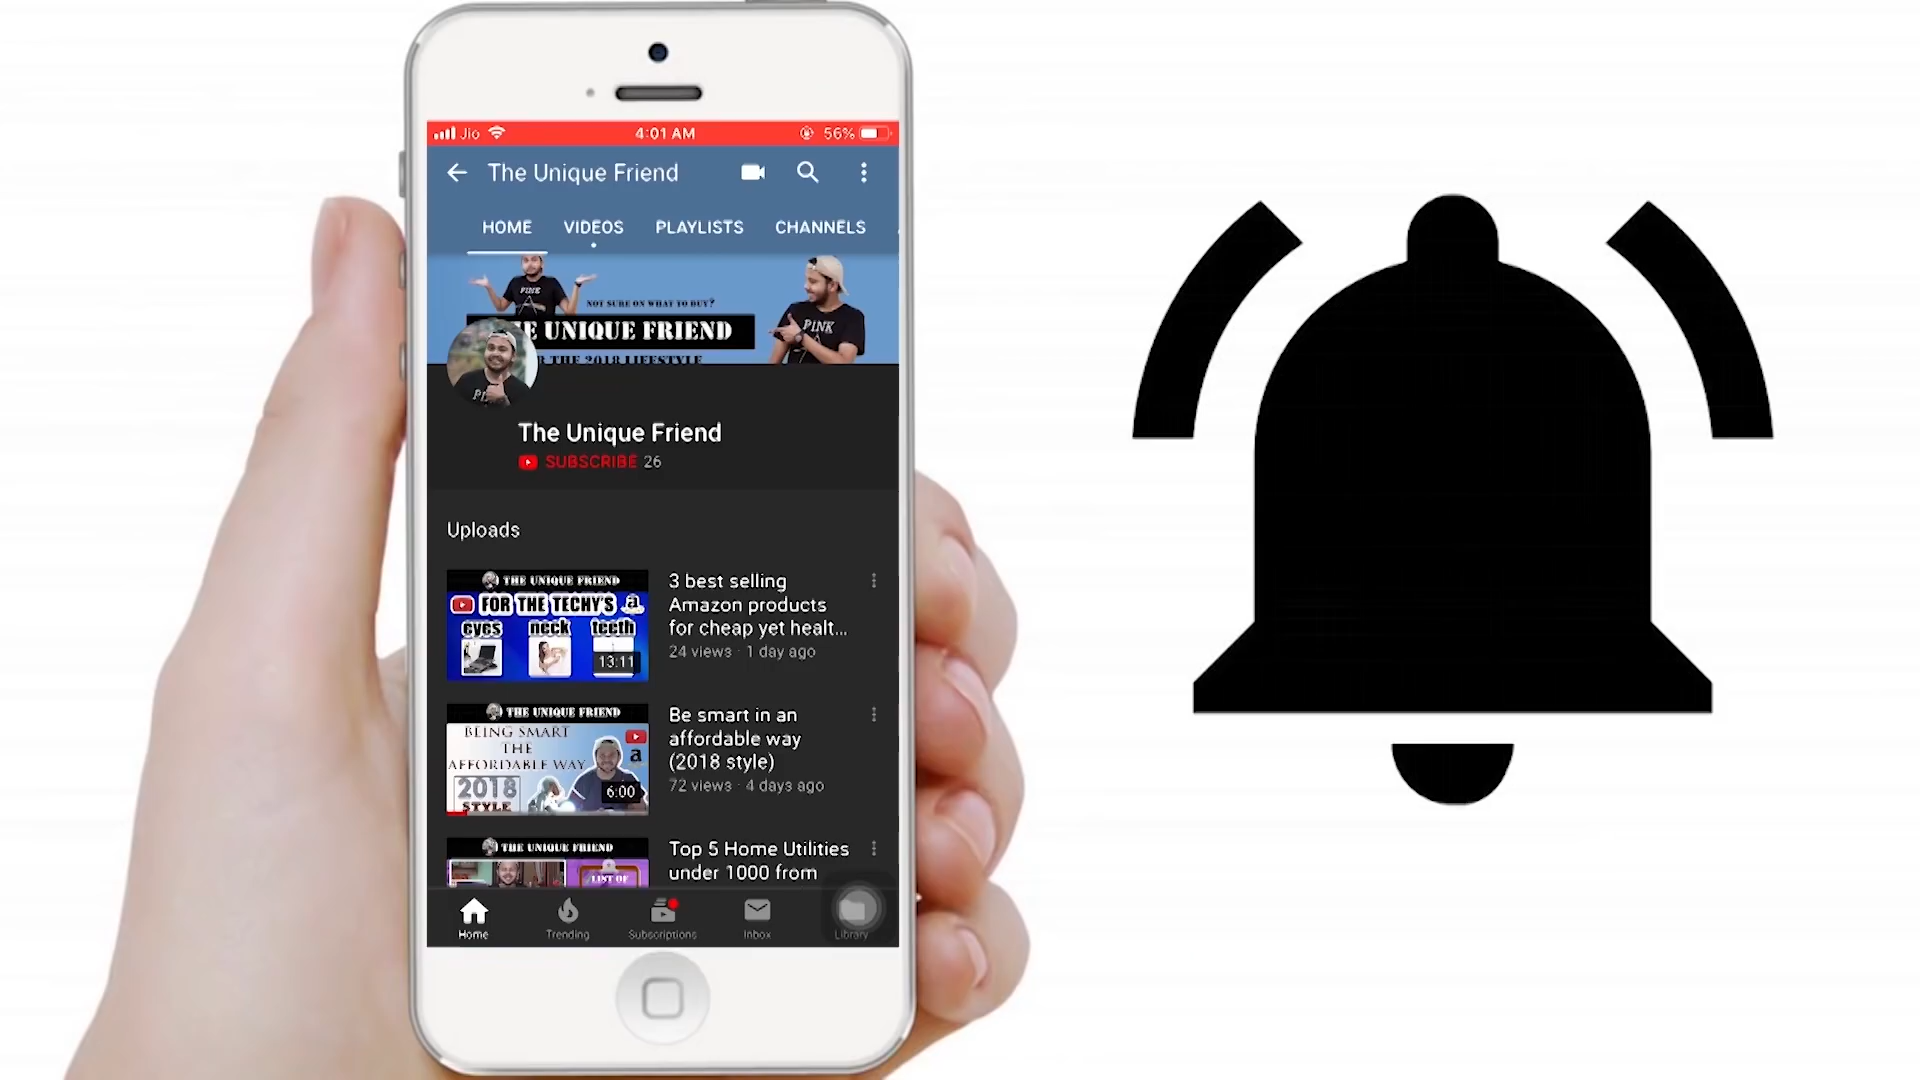 Jio 4:01 AM 56%
The Unique Friend
HOME VIDEOS PLAYLISTS CHANNELS
NOT SURE ON WHAT TO BUY?
THE UNIQUE FRIEND
THE 2018 LIFESTYLE
PINK
The Unique Friend
SUBSCRIBE 26
Uploads
THE UNIQUE FRIEND
FOR THE TECHY'S
eyes neck teeth
13:11
3 best selling
Amazon products
for cheap yet healt...
24 views · 1 day ago
THE UNIQUE FRIEND
BEING SMART
THE
AFFORDABLE WAY
2018
STYLE
6:00
Be smart in an
affordable way
(2018 style)
72 views · 4 days ago
THE UNIQUE FRIEND
LIST OF
Top 5 Home Utilities
under 1000 from
Home Trending Subscriptions Inbox Library